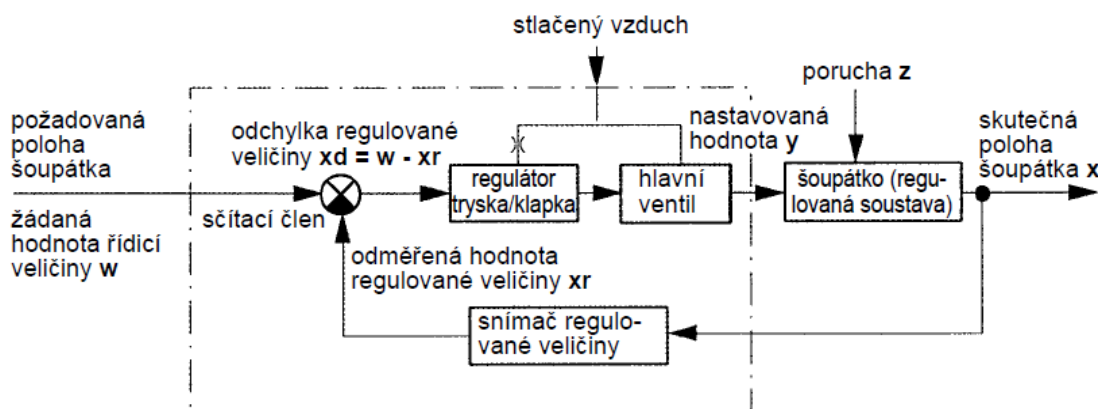 stlačený vzduch
porucha z
požadovaná
poloha
šoupátka
odchylka regulované
veličiny xd = w - xr
nastavovaná
hodnota y
skutečná
poloha
šoupátka x
regulátor
tryska/klapka
hlavní
ventil
šoupátko (regu-
lovaná soustava)
sčítací člen
žádaná
hodnota řídicí
veličiny w
odměřená hodnota
regulované veličiny xr
snímač regulo-
vané veličiny